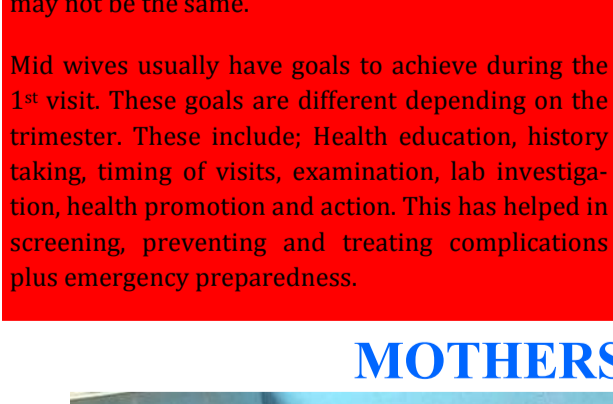 may not be the same.
Mid wives usually have goals to achieve during the
1st visit. These goals are different depending on the
trimester. These include; Health education, history
taking, timing of visits, examination, lab investiga-
tion, health promotion and action. This has helped in
screening, preventing and treating complications
plus emergency preparedness.
MOTHERS